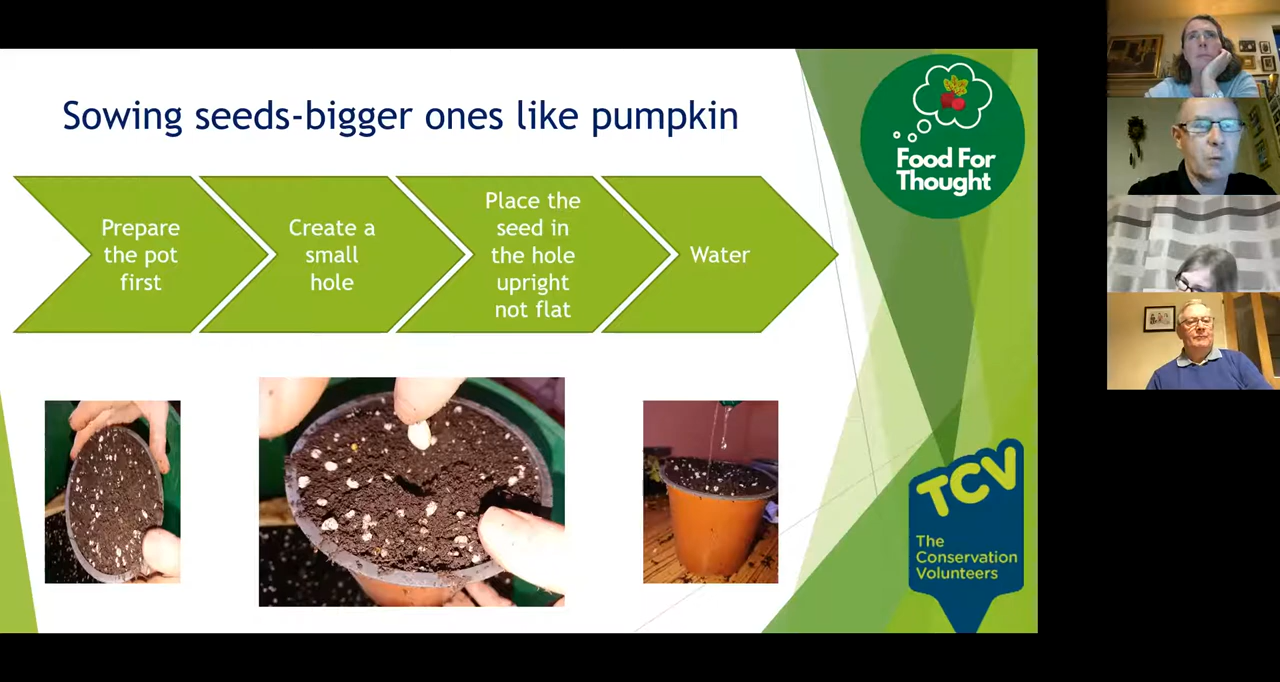 Sowing seeds-bigger ones like pumpkin
Prepare
the pot
first
Create a
small
hole
Place the
seed in
the hole
upright
not flat
Water
Food For
Thought
TCV
The
Conservation
Volunteers